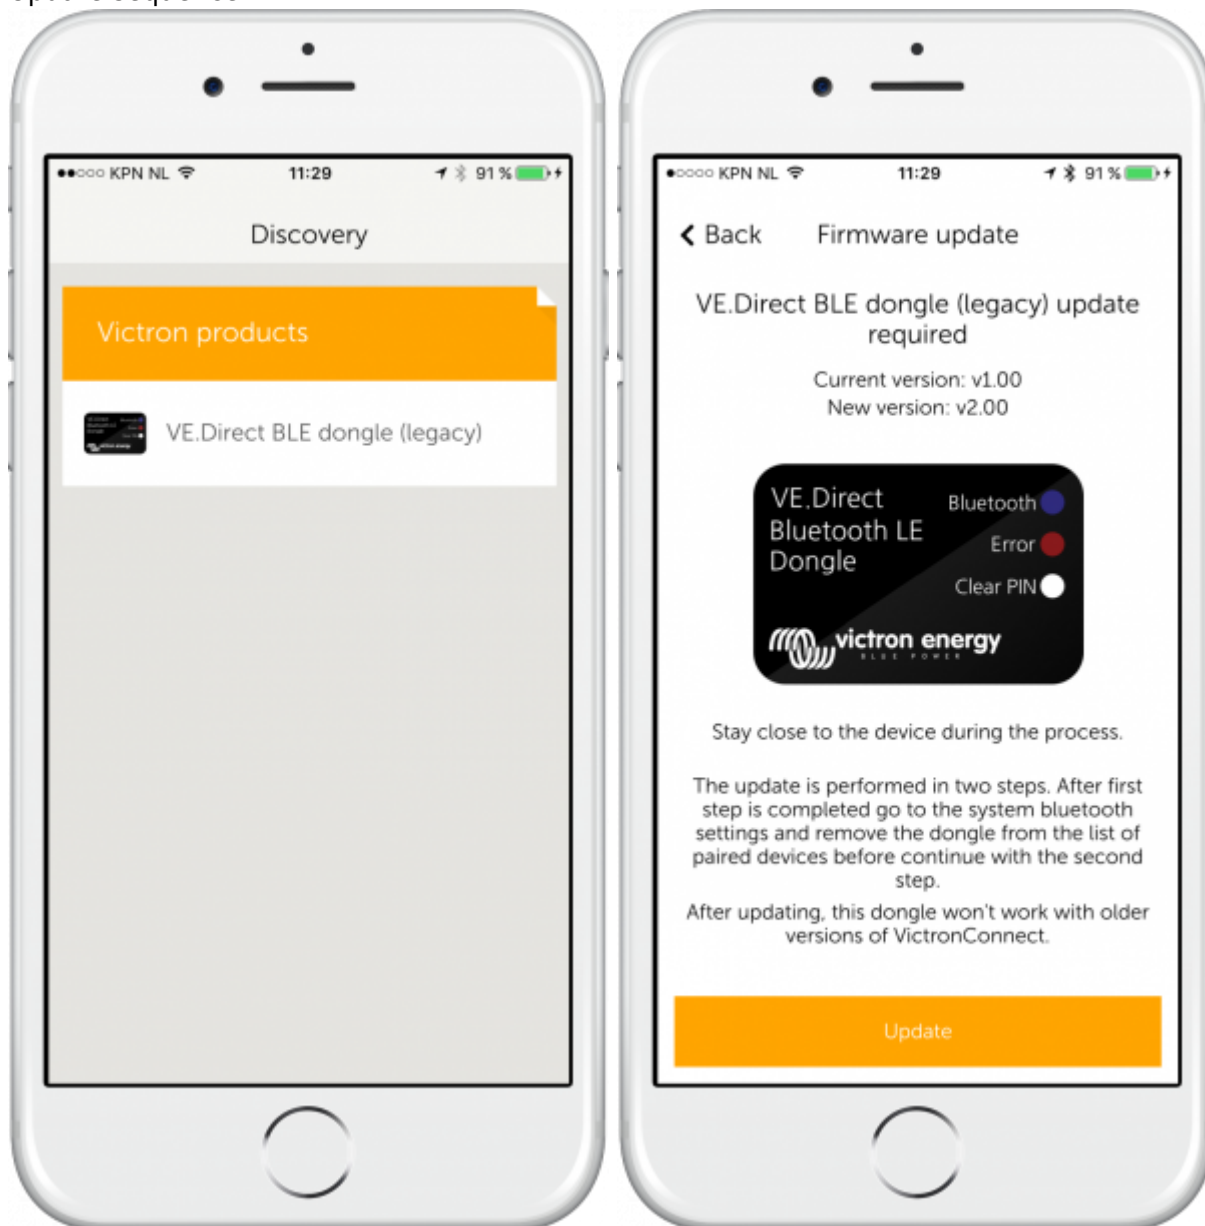 Update sequence
KPN NL
11:29
91 %
Discovery
Victron products
VE.Direct BLE dongle (legacy)
KPN NL
11:29
91 %
Back
Firmware update
VE.Direct BLE dongle (legacy) update
required
Current version: v1.00
New version: v2.00
VE.Direct
Bluetooth LE
Dongle
Bluetooth
Error
Clear PIN
victron energy
BLUE POWER
Stay close to the device during the process.
The update is performed in two steps. After first
step is completed go to the system bluetooth
settings and remove the dongle from the list of
paired devices before continue with the second
step.
After updating, this dongle won't work with older
versions of VictronConnect.
Update